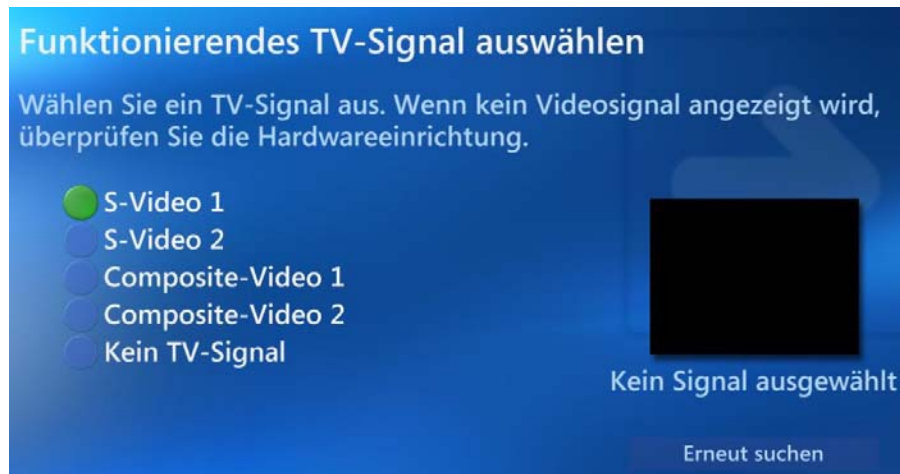 Funktionierendes TV-Signal auswählen
Wählen Sie ein TV-Signal aus. Wenn kein Videosignal angezeigt wird,
überprüfen Sie die Hardwareeinrichtung.
S-Video 1
S-Video 2
Composite-Video 1
Composite-Video 2
Kein TV-Signal
Kein Signal ausgewählt
Erneut suchen